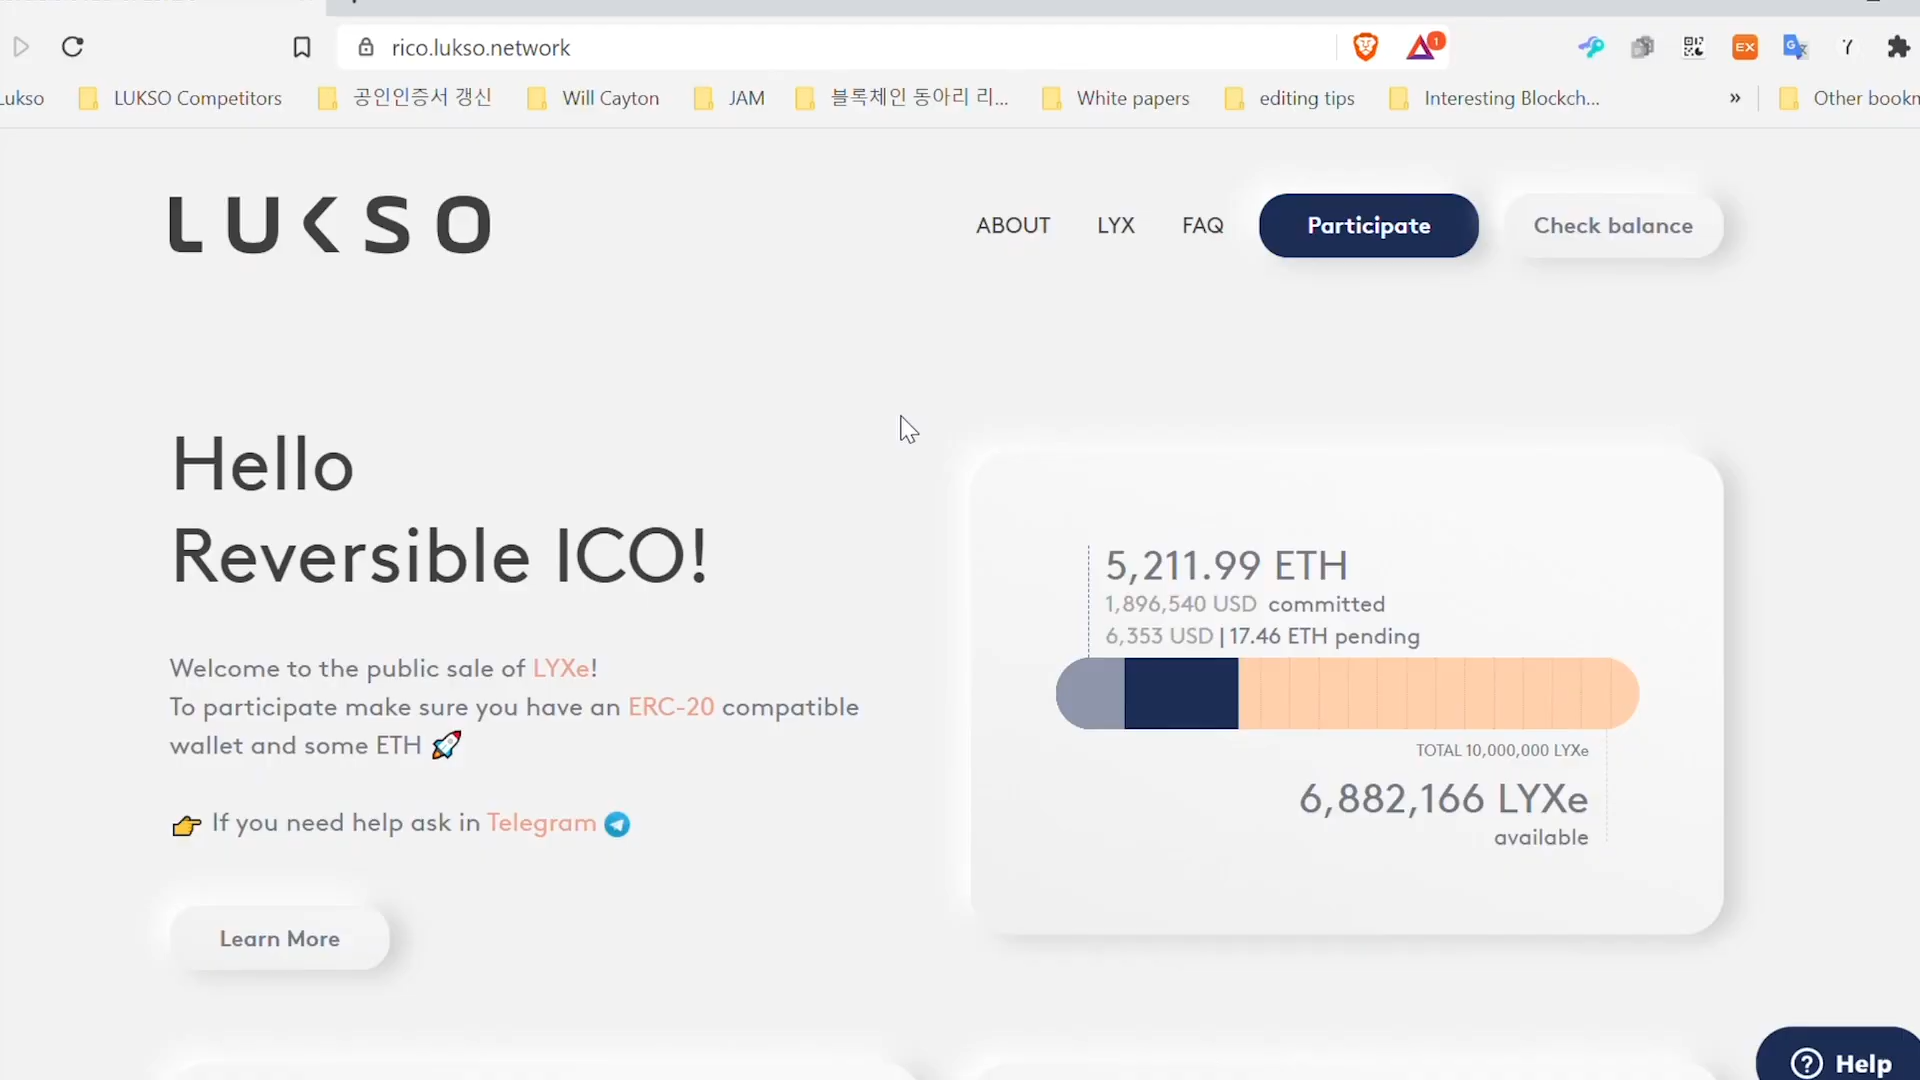 rico.lukso.network
1
EX
ukso
LUKSO Competitors
공인인증서 갱신
Will Cayton
JAM
블록체인 동아리 리...
White papers
editing tips
Interesting Blockch...
»
Other bookm
LUKSO
ABOUT
LYX
FAQ
Participate
Check balance
Hello
Reversible ICO!
Welcome to the public sale of LYXe!
To participate make sure you have an ERC-20 compatible
wallet and some ETH 🚀
👉 If you need help ask in Telegram
Learn More
5,211.99 ETH
1,896,540 USD committed
6,353 USD | 17.46 ETH pending
TOTAL 10,000,000 LYXe
6,882,166 LYXe
available
? Help